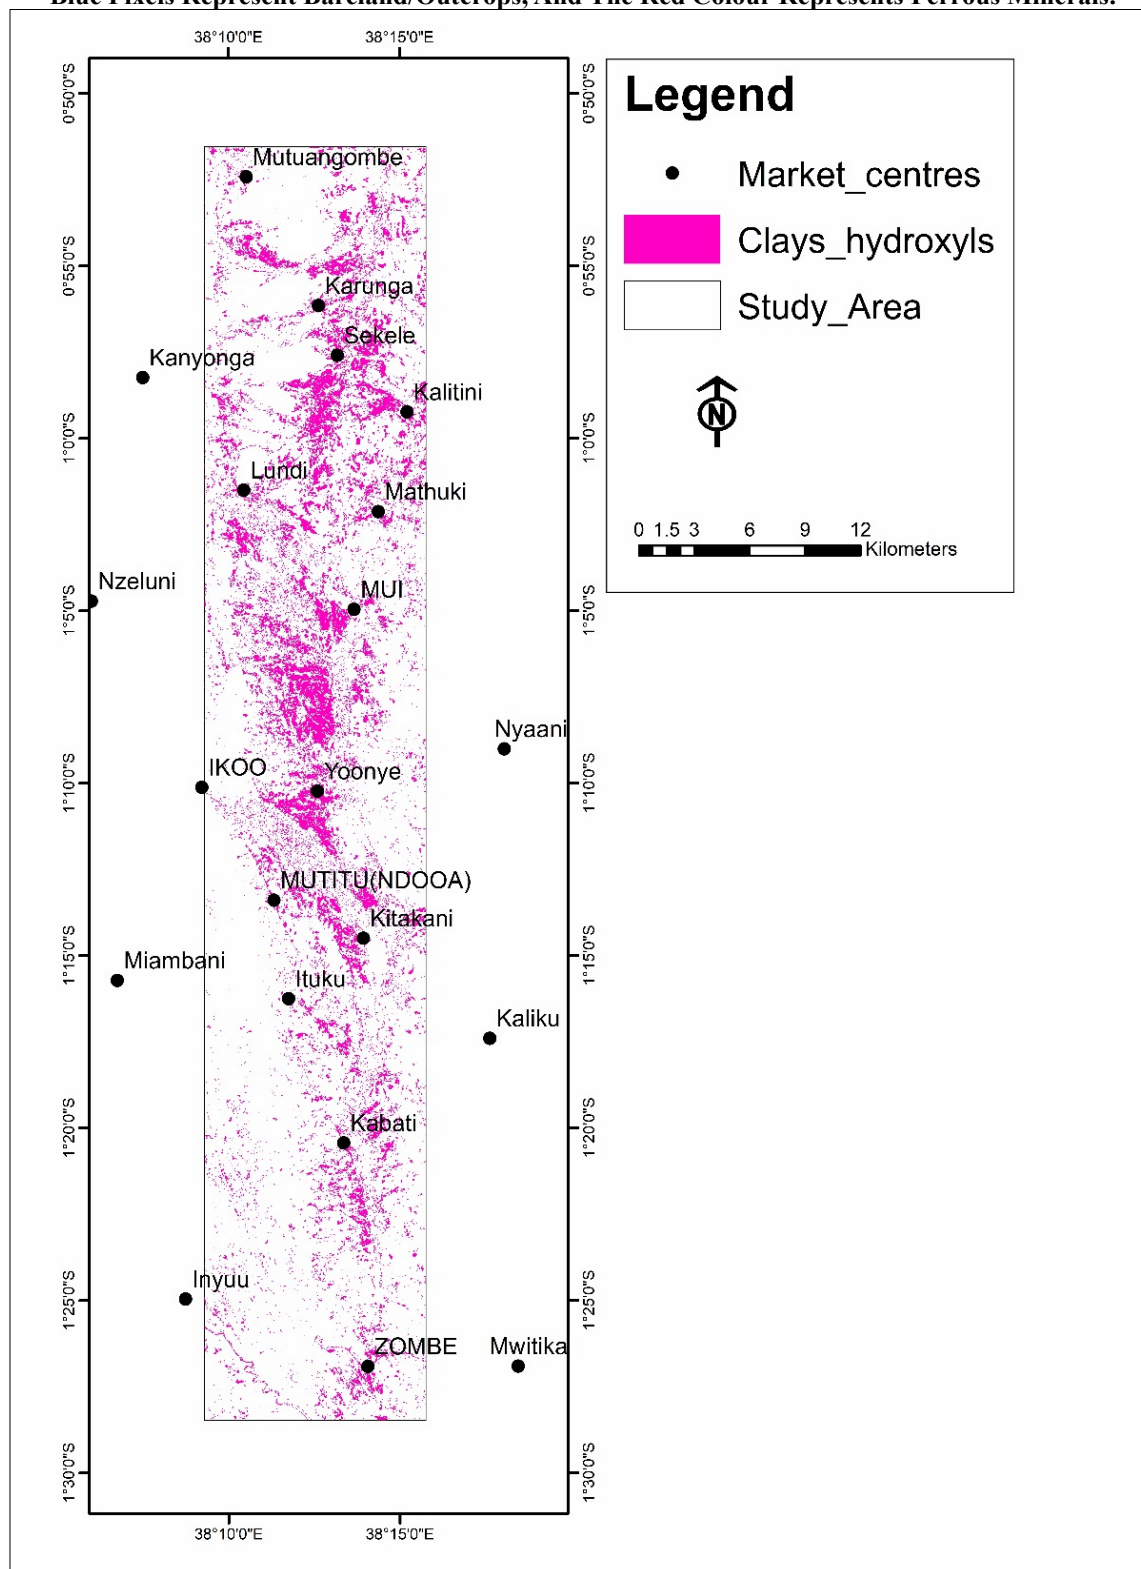 Blue Pixels Represent Bareland/Outcrops, And The Red Colour Represents Ferrous Minerals.
38°10'0"E 38°15'0"E
0°50'0"S 0°50'0"S
Legend
Market_centres
Clays_hydroxyls
Study_Area
N
0 1.5 3 6 9 12
Kilometers
Mutuangombe
0°55'0"S 0°55'0"S
Karunga
Sekele
Kanyonga
Kalitini
1°0'0"S 1°0'0"S
Lundi
Mathuki
Nzeluni
MUI
1°5'0"S 1°5'0"S
Nyaani
IKOO
Yoonye
1°10'0"S 1°10'0"S
MUTITU(NDOOA)
Kitakani
1°15'0"S 1°15'0"S
Miambani
Ituku
Kaliku
1°20'0"S 1°20'0"S
Kabati
Inyuu
1°25'0"S 1°25'0"S
ZOMBE
Mwitika
1°30'0"S 1°30'0"S
38°10'0"E 38°15'0"E